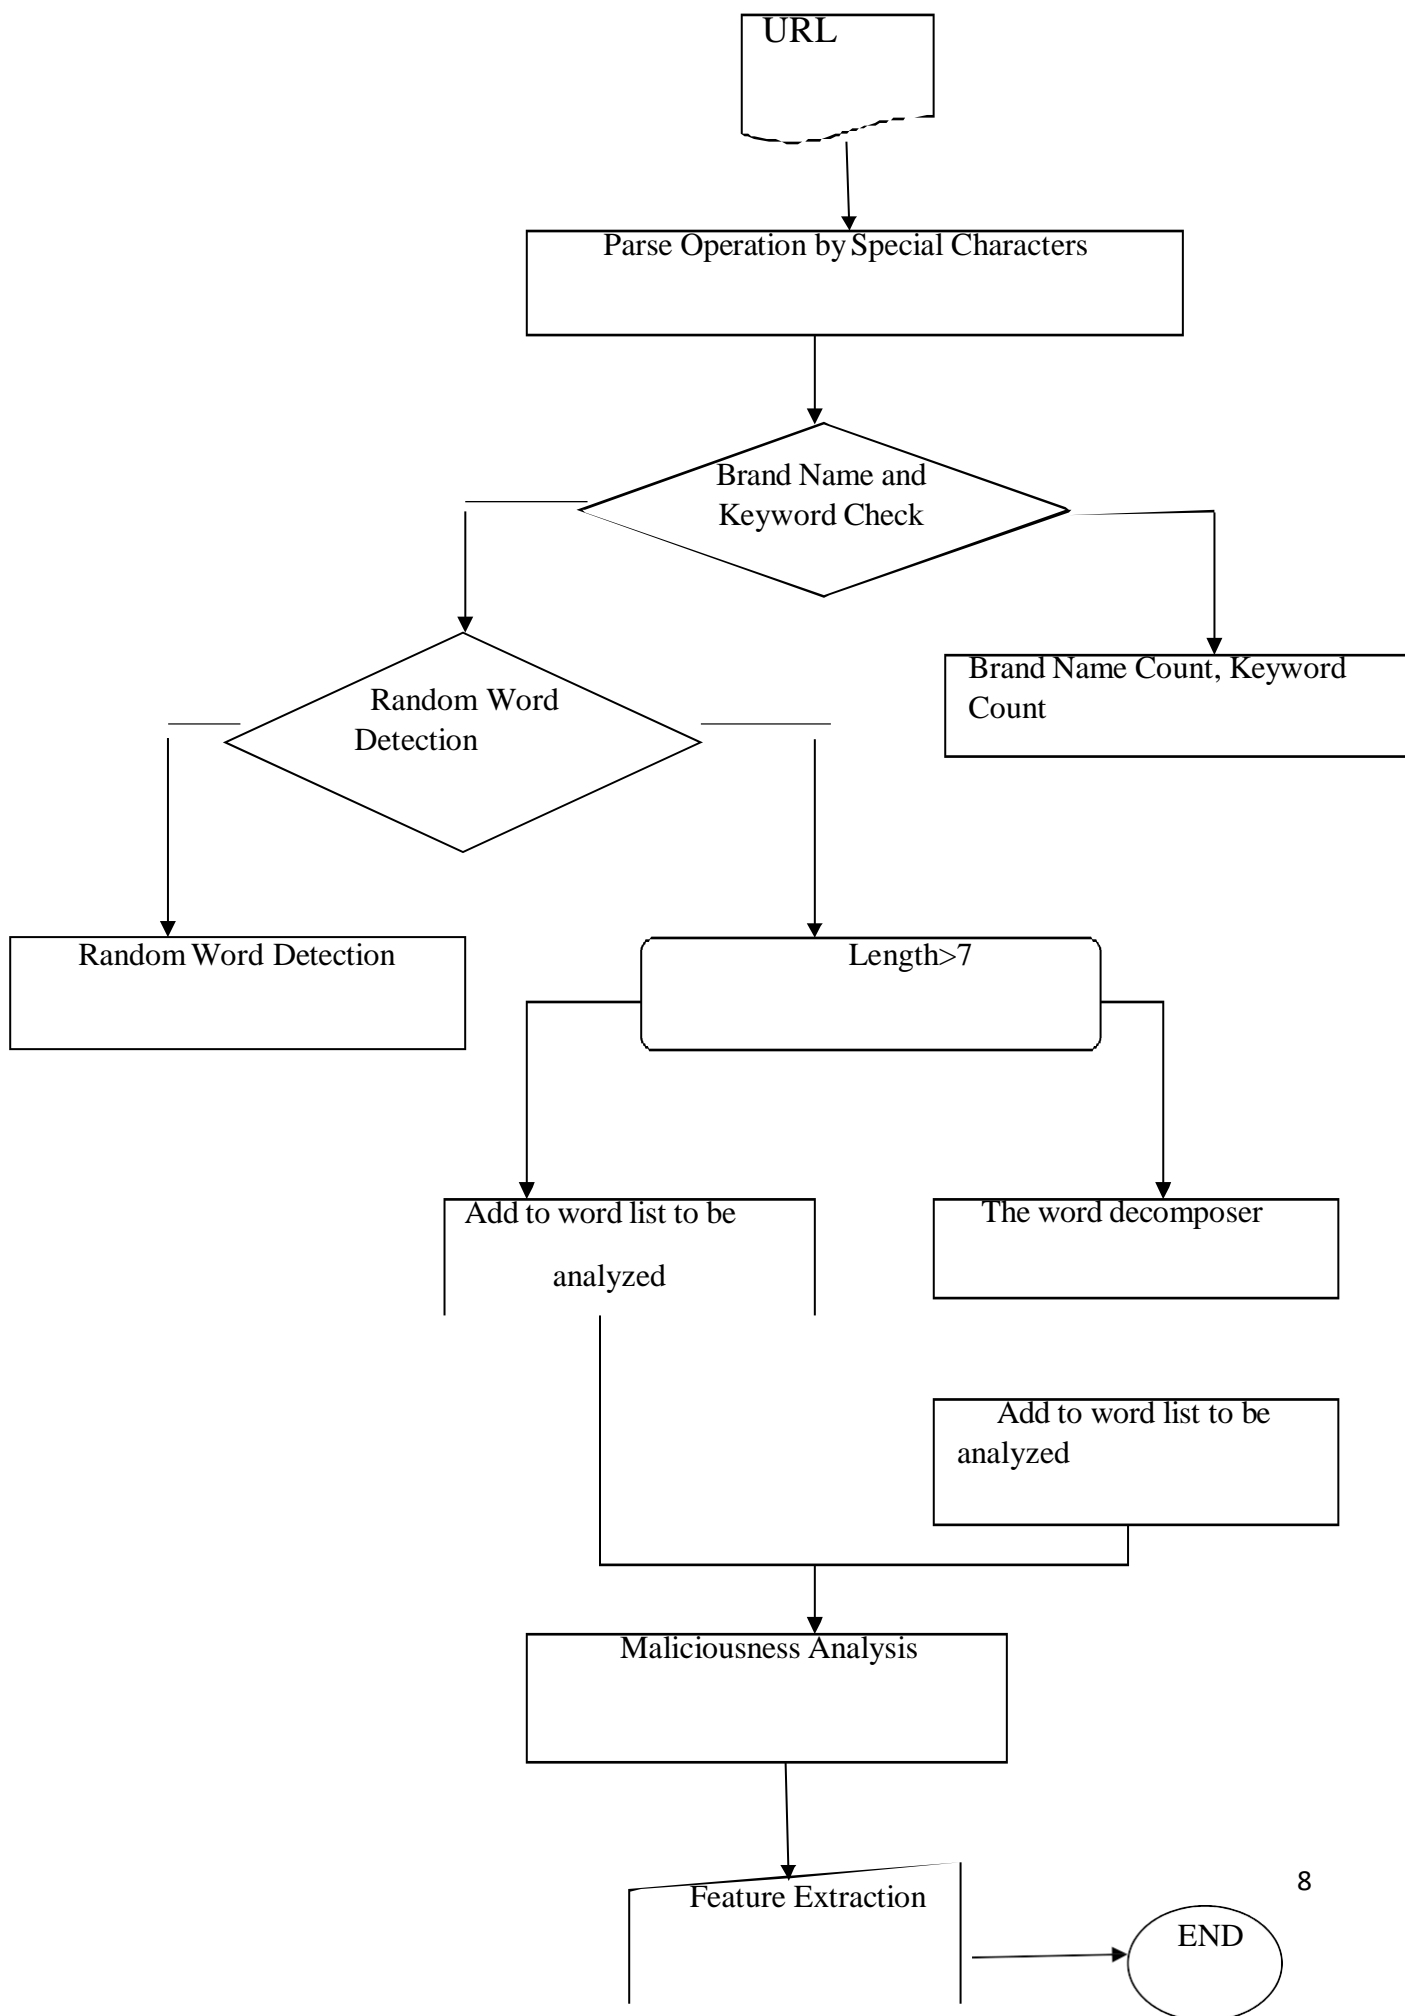 URL
Parse Operation by Special Characters
Brand Name and
Keyword Check
Brand Name Count, Keyword
Count
Random Word
Detection
Random Word Detection
Length>7
Add to word list to be
analyzed
The word decomposer
Add to word list to be
analyzed
Maliciousness Analysis
Feature Extraction
8
END